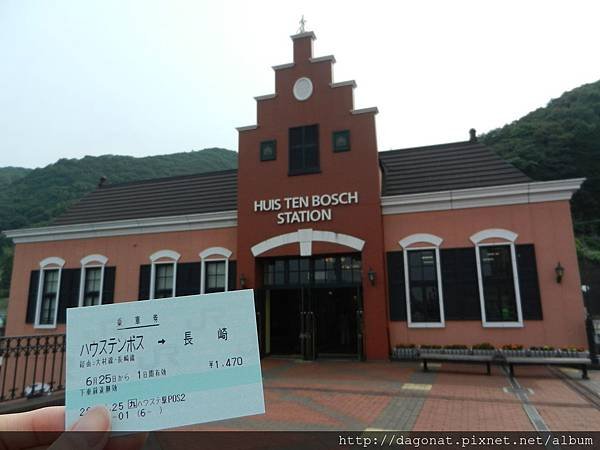 HUIS TEN BOSCH
STATION
乗車券
ハウステンボス → 長崎
経由:大村線・長崎線
6月25日から1日間有効 ¥1,470
下車前途無効
25 ハウステ駅POS2
-01 (6- )
http://dagonat.pixnet.net/album